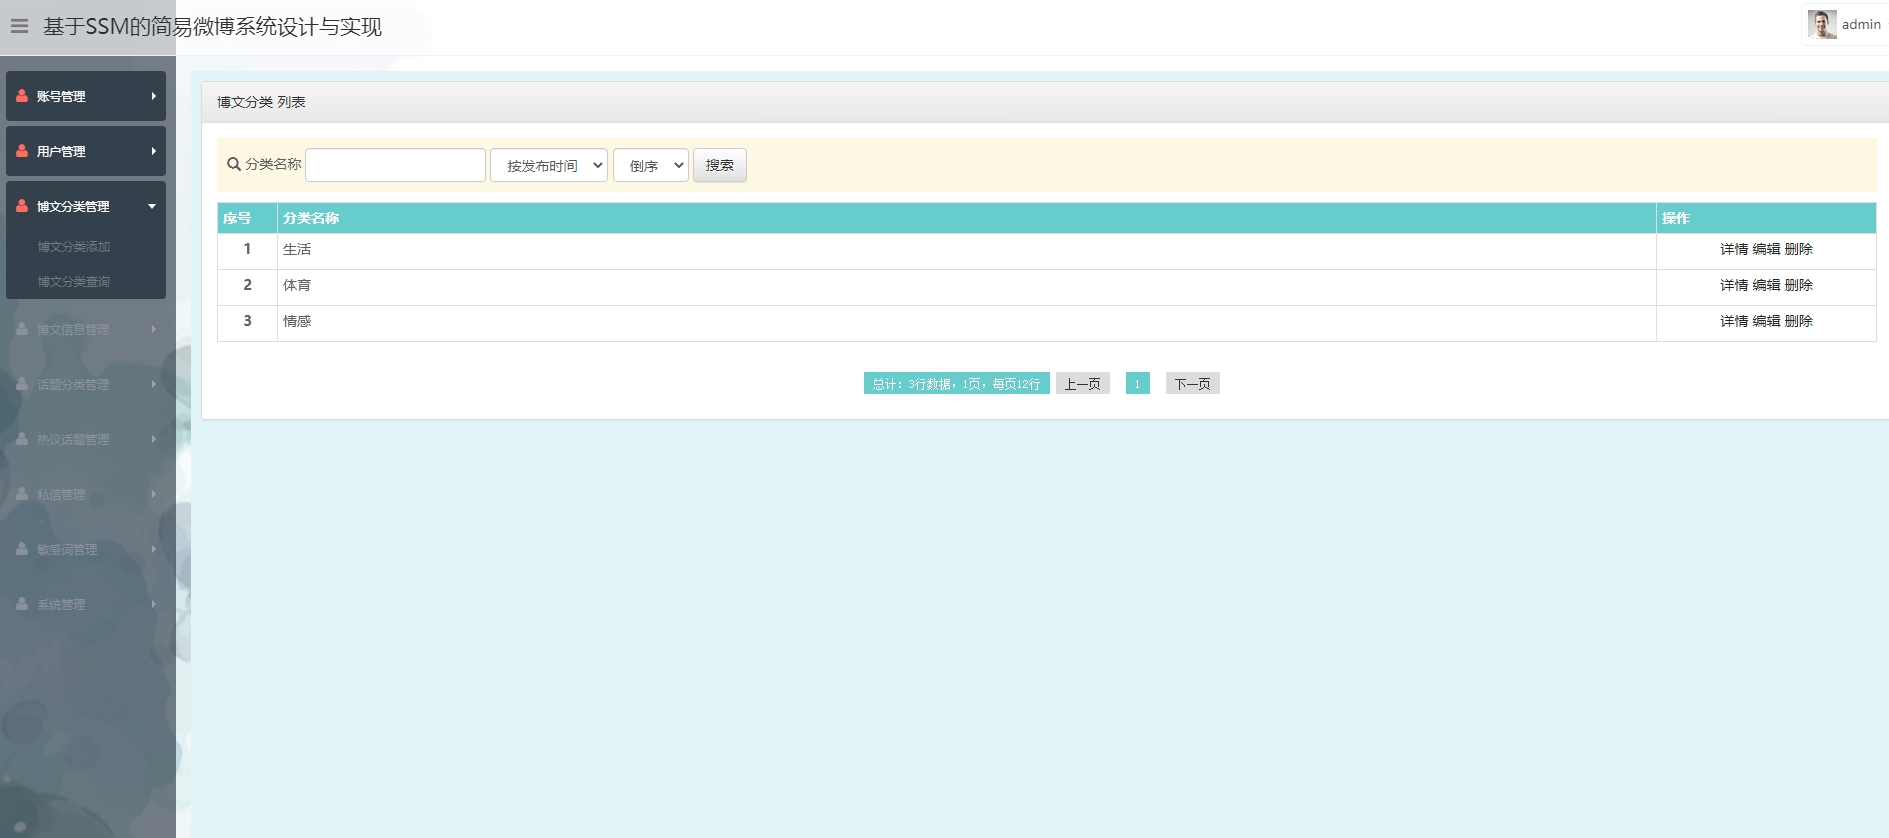 基于SSM的简易微博系统设计与实现
admin
账号管理
用户管理
博文分类管理
博文分类添加
博文分类查询
博文信息管理
话题分类管理
热议话题管理
私信管理
敏感词管理
系统管理
博文分类 列表
分类名称 按发布时间 倒序 搜索
序号 分类名称 操作
1 生活 详情 编辑 删除
2 体育 详情 编辑 删除
3 情感 详情 编辑 删除
总计：3行数据，1页，每页12行 上一页 1 下一页